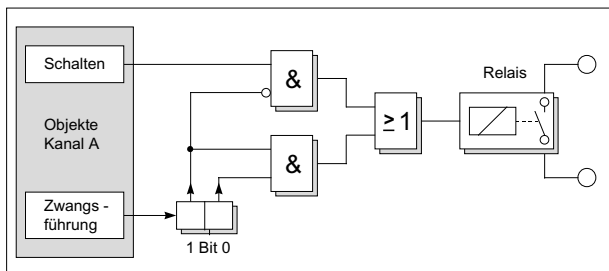 Schalten
&
Relais
Objekte
Kanal A
≥1
&
Zwangs -
führung
1 Bit 0